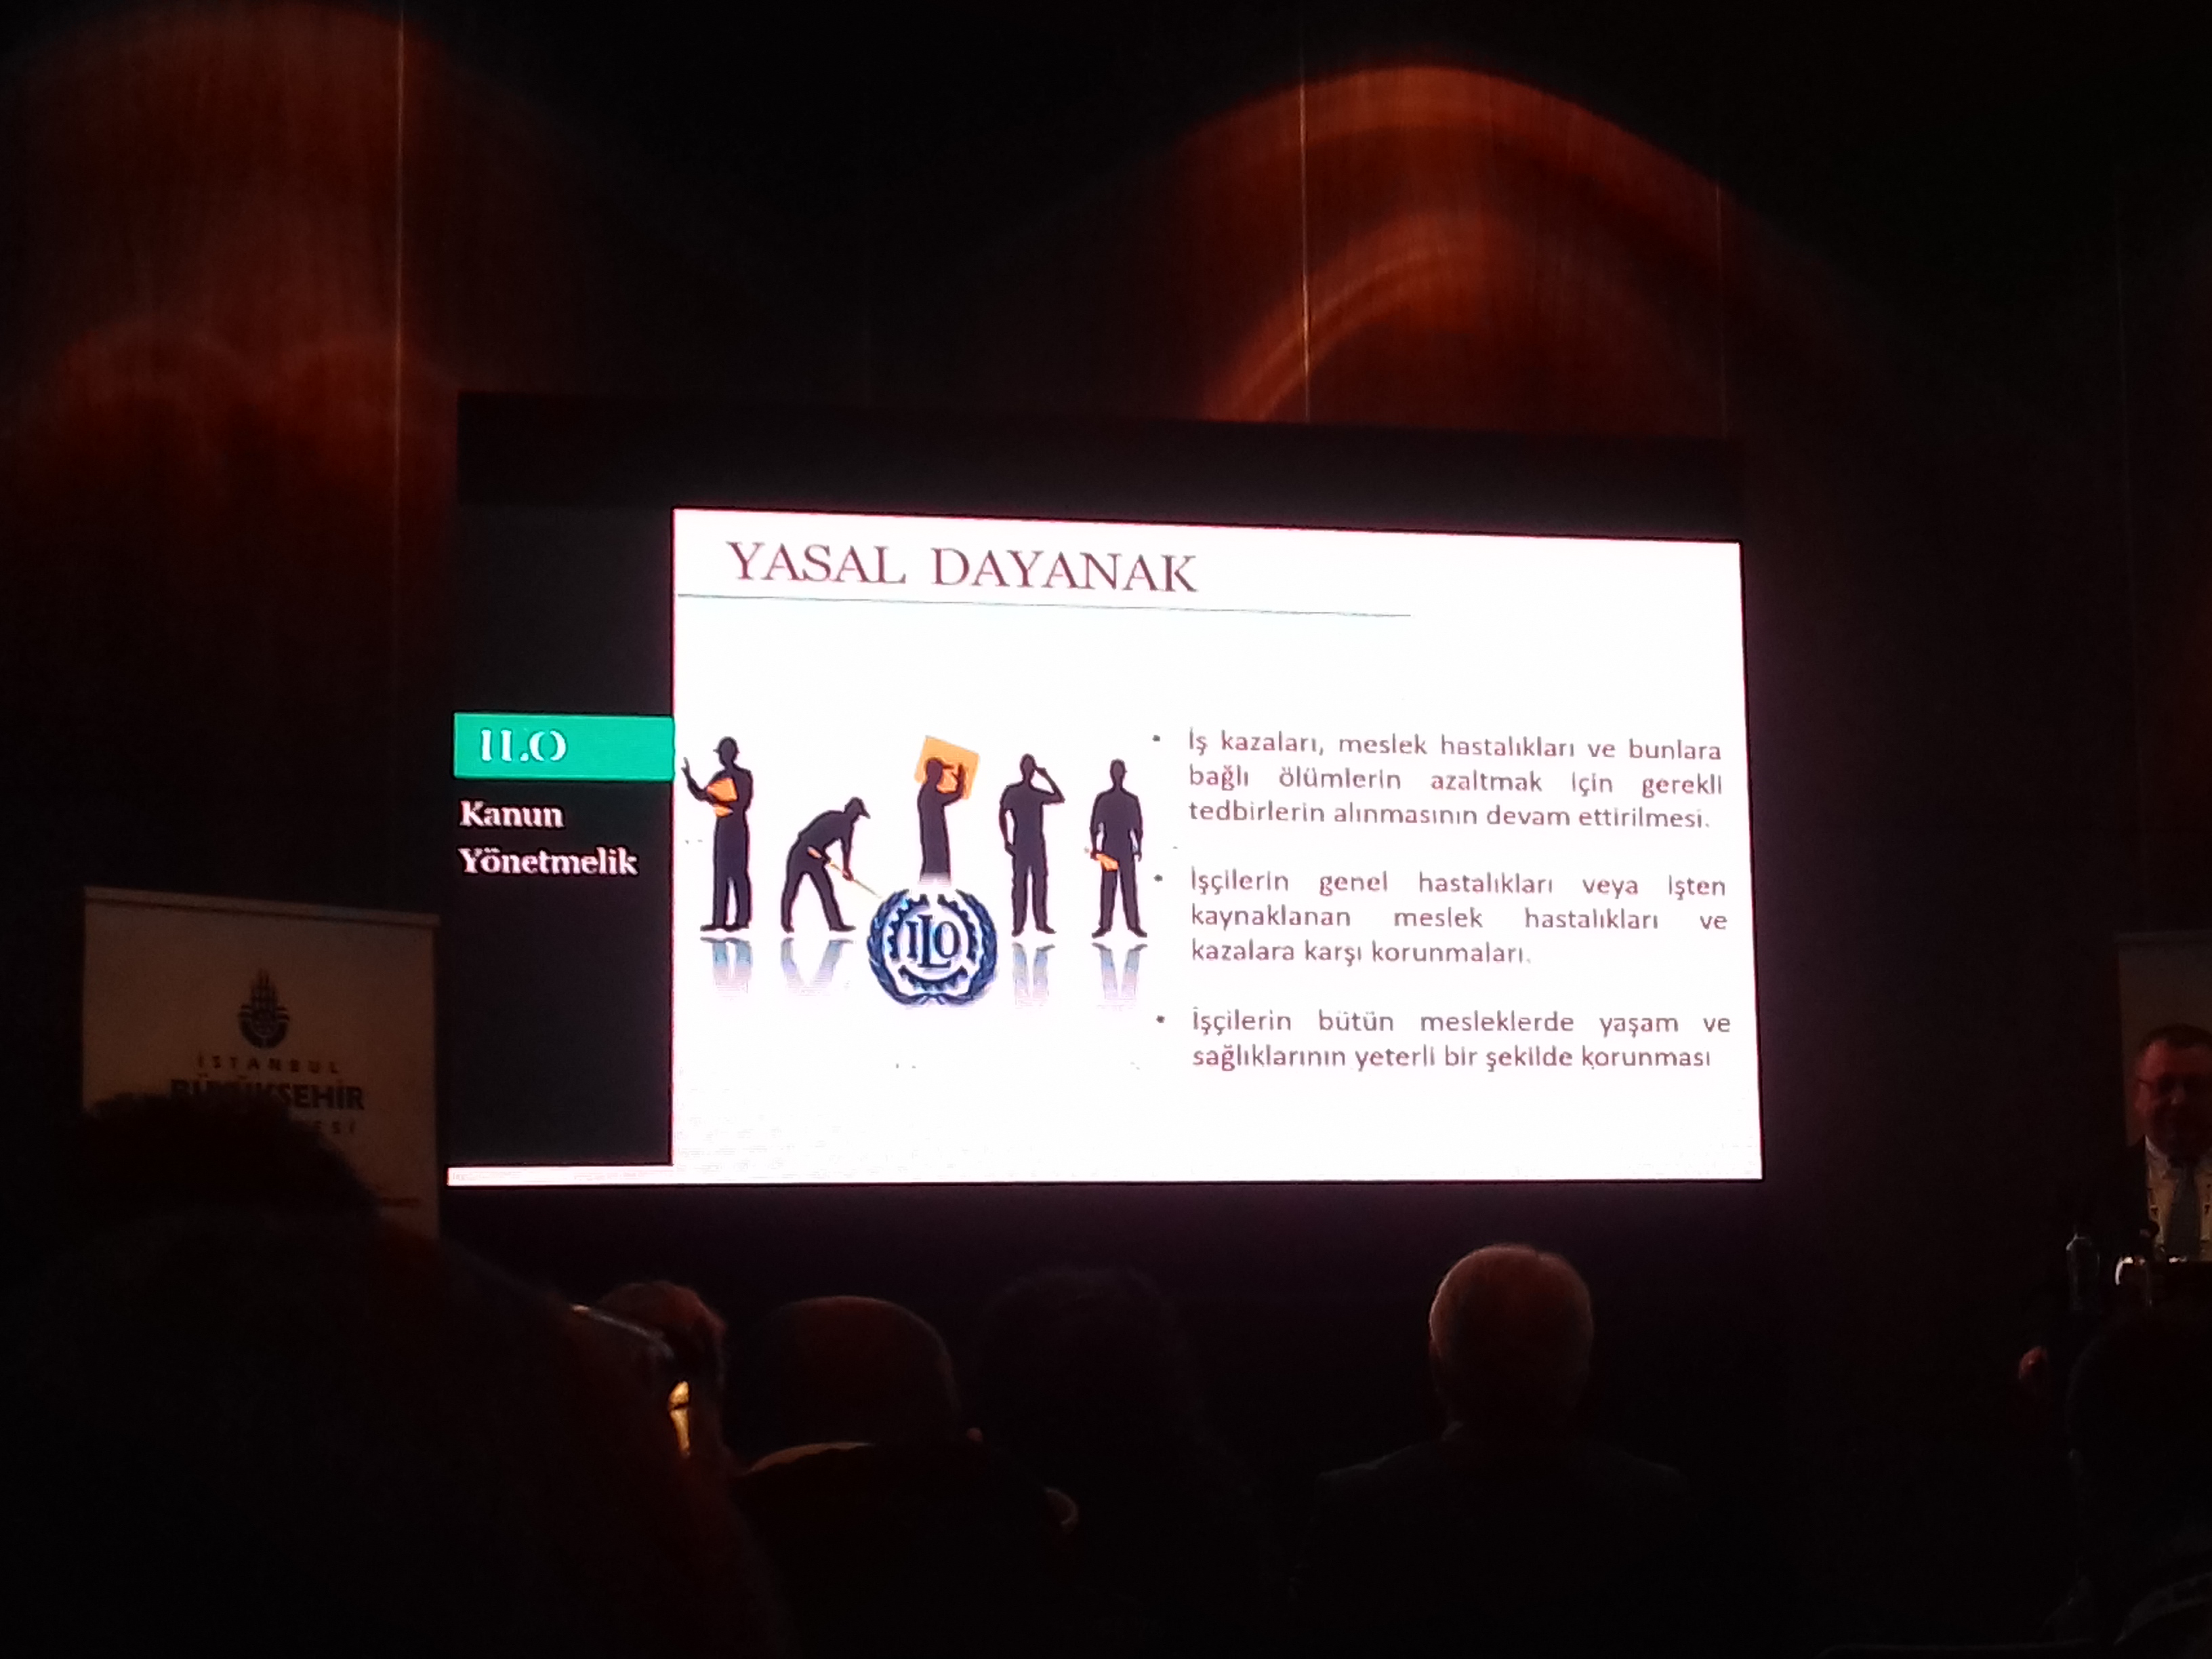 YASAL DAYANAK
ILO
Kanun
Yönetmelik
ILO
• İş kazaları, meslek hastalıkları ve bunlara
bağlı ölümlerin azaltmak için gerekli
tedbirlerin alınmasının devam ettirilmesi.
• İşçilerin genel hastalıkları veya işten
kaynaklanan meslek hastalıkları ve
kazalara karşı korunmaları.
• İşçilerin bütün mesleklerde yaşam ve
sağlıklarının yeterli bir şekilde korunması
İSTANBUL
BÜYÜKŞEHİR